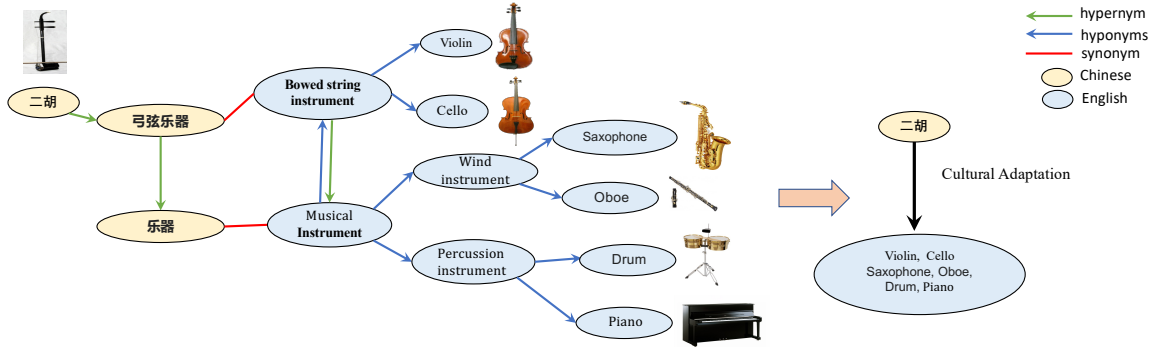 hypernym
hyponyms
synonym
Chinese
English
二胡
弓弦乐器
乐器
Bowed string
instrument
Violin
Cello
Musical
Instrument
Wind
instrument
Saxophone
Oboe
Percussion
instrument
Drum
Piano
二胡
Cultural Adaptation
Violin, Cello
Saxophone, Oboe,
Drum, Piano